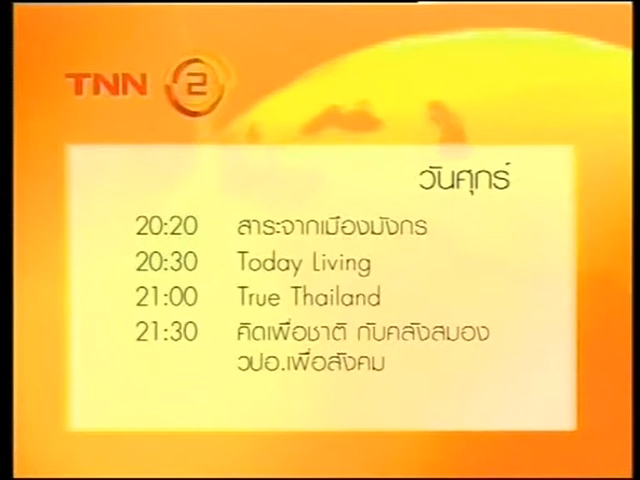 TNN 2
วันศุกร์
20:20 สาระจากเมืองมังกร
20:30 Today Living
21:00 True Thailand
21:30 คิดเพื่อชาติ กับคลังสมอง
วปอ.เพื่อสังคม